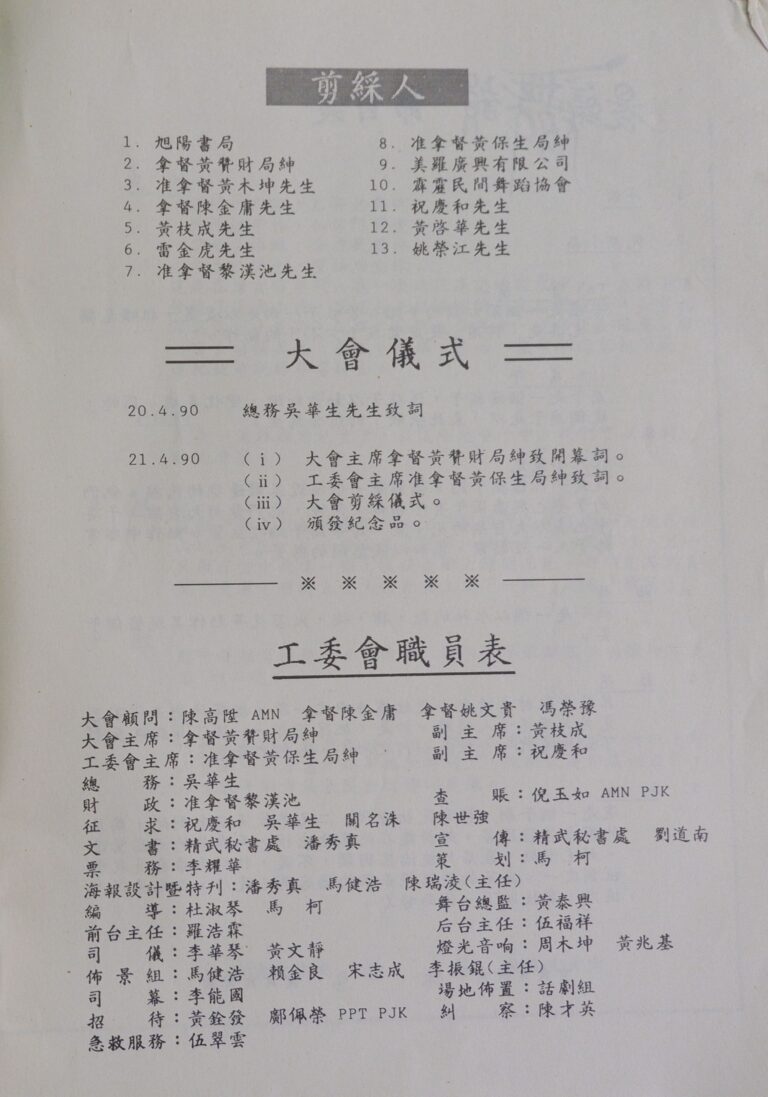 剪綵人
1. 旭陽書局
2. 拿督黃贊財局紳
3. 准拿督黃木坤先生
4. 拿督陳金庸先生
5. 黃枝成先生
6. 雷金虎先生
7. 准拿督黎漢池先生
8. 准拿督黃保生局紳
9. 美羅廣興有限公司
10. 霹靂民間舞蹈協會
11. 祝慶和先生
12. 黃啓華先生
13. 姚榮江先生
大會儀式
20.4.90 總務吳華生先生致詞
21.4.90 (i) 大會主席拿督黃贊財局紳致開幕詞。
(ii) 工委會主席准拿督黃保生局紳致詞。
(iii) 大會剪綵儀式。
(iv) 頒發紀念品。
※ ※ ※ ※ ※
工委會職員表
大會顧問：陳高陞 AMN 拿督陳金庸 拿督姚文貴 馮榮豫
大會主席：拿督黃贊財局紳 副主席：黃枝成
工委會主席：准拿督黃保生局紳 副主席：祝慶和
總務：吳華生
財政：准拿督黎漢池 查賬：倪玉如 AMN PJK
征求：祝慶和 吳華生 關名洙 陳世強
文書：精武秘書處 潘秀真 宣傳：精武秘書處 劉道南
票務：李耀華 策划：馬柯
海報設計暨特刊：潘秀真 馬健浩 陳瑞淩(主任)
編導：杜淑琴 馬柯 舞台總監：黃泰興
前台主任：羅浩霖 后台主任：伍福祥
司儀：李華琴 黃文靜 燈光音响：周木坤 黃兆基
佈景組：馬健浩 賴金良 宋志成 李振錕(主任)
司幕：李能國 場地佈置：話劇組
招待：黃銓發 鄺佩榮 PPT PJK 糾察：陳才英
急救服務：伍翠雲